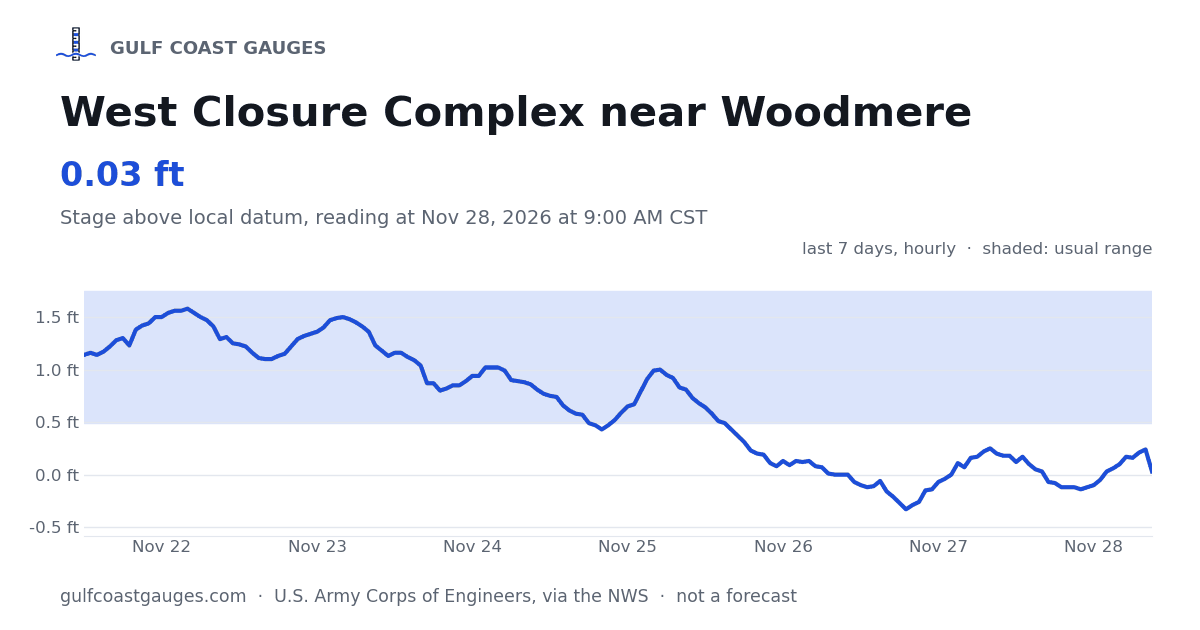 GULF COAST GAUGES
West Closure Complex near Woodmere
0.03 ft
Stage above local datum, reading at Nov 28, 2026 at 9:00 AM CST
last 7 days, hourly · shaded: usual range
1.5 ft
1.0 ft
0.5 ft
0.0 ft
-0.5 ft
Nov 22 Nov 23 Nov 24 Nov 25 Nov 26 Nov 27 Nov 28
gulfcoastgauges.com · U.S. Army Corps of Engineers, via the NWS · not a forecast